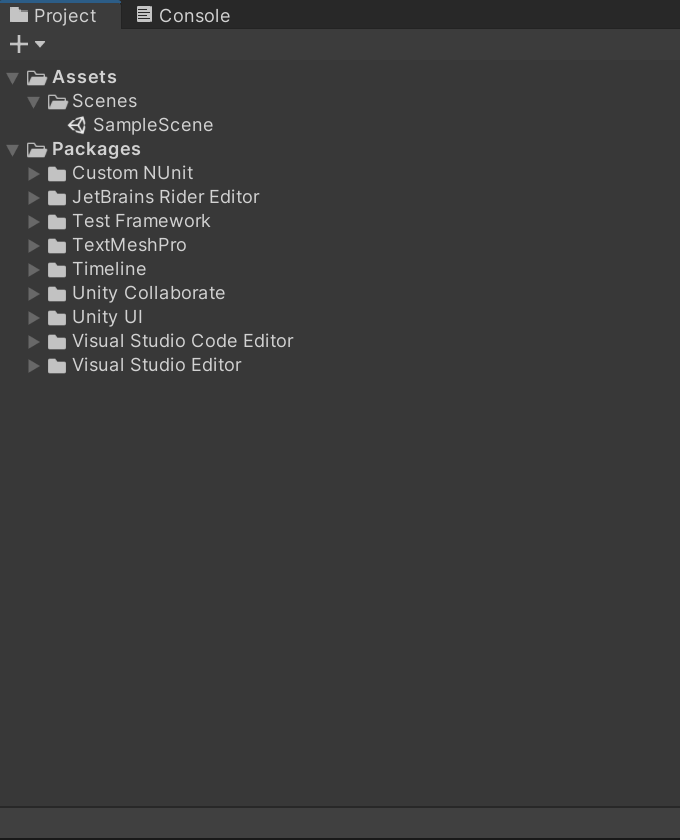 Project Console
Assets
Scenes
SampleScene
Packages
Custom NUnit
JetBrains Rider Editor
Test Framework
TextMeshPro
Timeline
Unity Collaborate
Unity UI
Visual Studio Code Editor
Visual Studio Editor